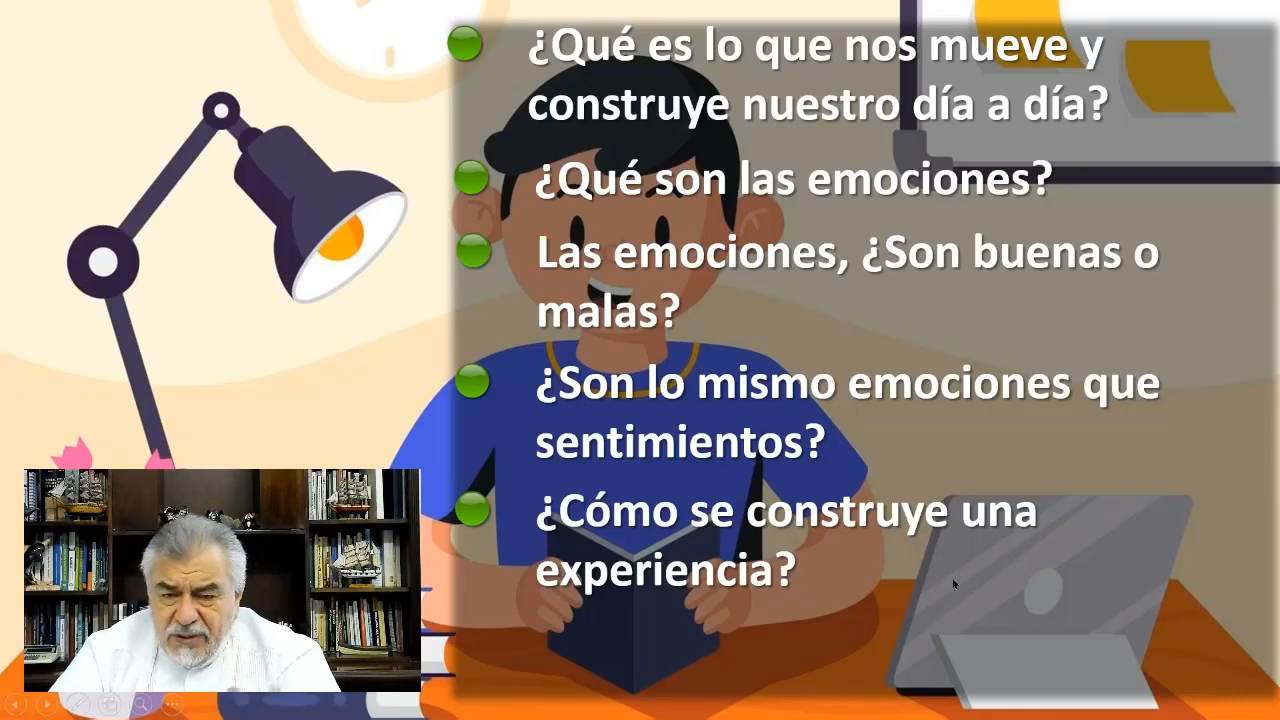 ¿Qué es lo que nos mueve y
construye nuestro día a día?
¿Qué son las emociones?
Las emociones, ¿Son buenas o
malas?
¿Son lo mismo emociones que
sentimientos?
¿Cómo se construye una
experiencia?